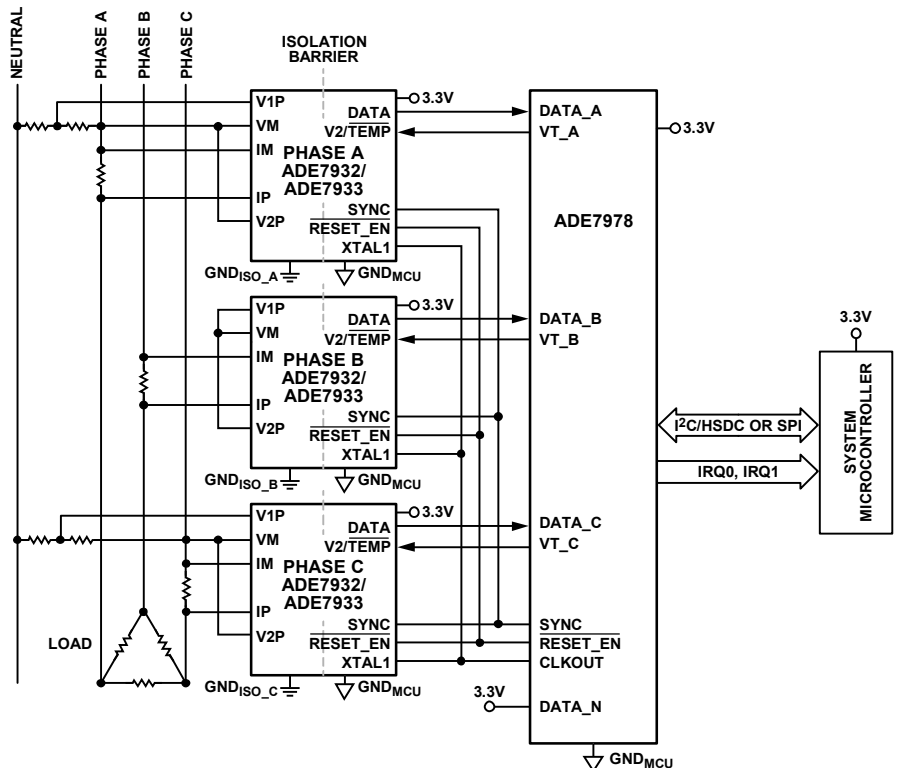 NEUTRAL
PHASE A
PHASE B
PHASE C
ISOLATION
BARRIER
V1P
VM
IM
IP
V2P
3.3V
DATA
V2/TEMP
PHASE A
ADE7932/
ADE7933
SYNC
RESET_EN
XTAL1
GNDISO_A
GNDMCU
V1P
VM
IM
IP
V2P
3.3V
DATA
V2/TEMP
PHASE B
ADE7932/
ADE7933
SYNC
RESET_EN
XTAL1
GNDISO_B
GNDMCU
V1P
VM
IM
IP
V2P
3.3V
DATA
V2/TEMP
PHASE C
ADE7932/
ADE7933
SYNC
RESET_EN
XTAL1
GNDISO_C
GNDMCU
LOAD
DATA_A
VT_A
3.3V
ADE7978
DATA_B
VT_B
DATA_C
VT_C
SYNC
RESET_EN
CLKOUT
3.3V
DATA_N
GNDMCU
I2C/HSDC OR SPI
IRQ0, IRQ1
3.3V
SYSTEM
MICROCONTROLLER